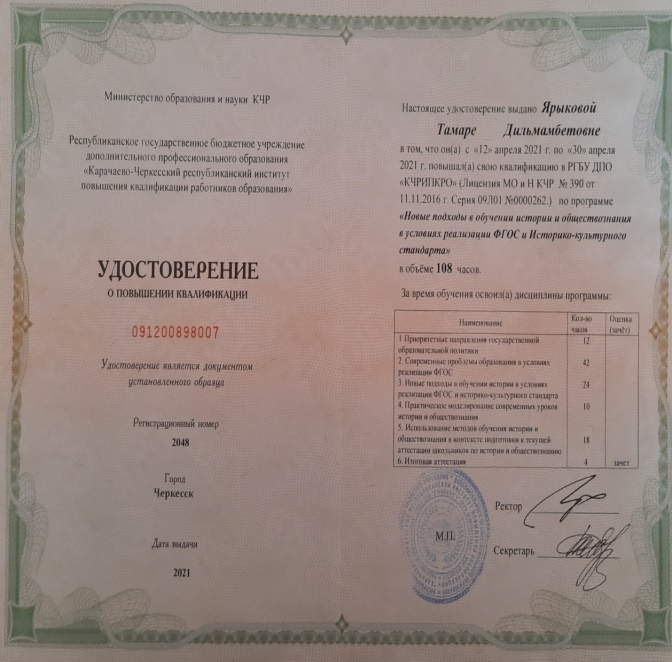 Министерство образования и науки КЧР
Республиканское государственное бюджетное учреждение
дополнительного профессионального образования
«Карачаево-Черкесский республиканский институт
повышения квалификации работников образования»
УДОСТОВЕРЕНИЕ
О ПОВЫШЕНИИ КВАЛИФИКАЦИИ
091200898007
Удостоверение является документом
установленного образца
Регистрационный номер
2048
Город
Черкесск
Дата выдачи
2021
Настоящее удостоверение выдано Ярыковой
Тамаре Дильмамбетовне
в том, что он(а) с «12» апреля 2021 г. по «30» апреля
2021 г. повышал(а) свою квалификацию в РГБУ ДПО
«КЧРИПКРО» (Лицензия МО и Н КЧР № 390 от
11.11.2016 г. Серия 09Л01 №0000262.) по программе
«Новые подходы в обучении истории и обществознания
в условиях реализации ФГОС и Историко-культурного
стандарта»
в объёме 108 часов.
За время обучения освоил(а) дисциплины программы:
Наименование Кол-во часов Оценка (зачёт)
1 Приоритетные направления государственной
образовательной политики 12
2. Современные проблемы образования в условиях
реализации ФГОС 42
3. Новые подходы в обучении истории в условиях
реализации ФГОС и историко-культурного стандарта 24
4. Практическое моделирование современных уроков
истории и обществознания 10
5. Использование методов обучения истории и
обществознания в контексте подготовки к текущей
аттестации школьников по истории и обществознанию 18
6. Итоговая аттестация 4 зачет
М.П.
Ректор
Секретарь